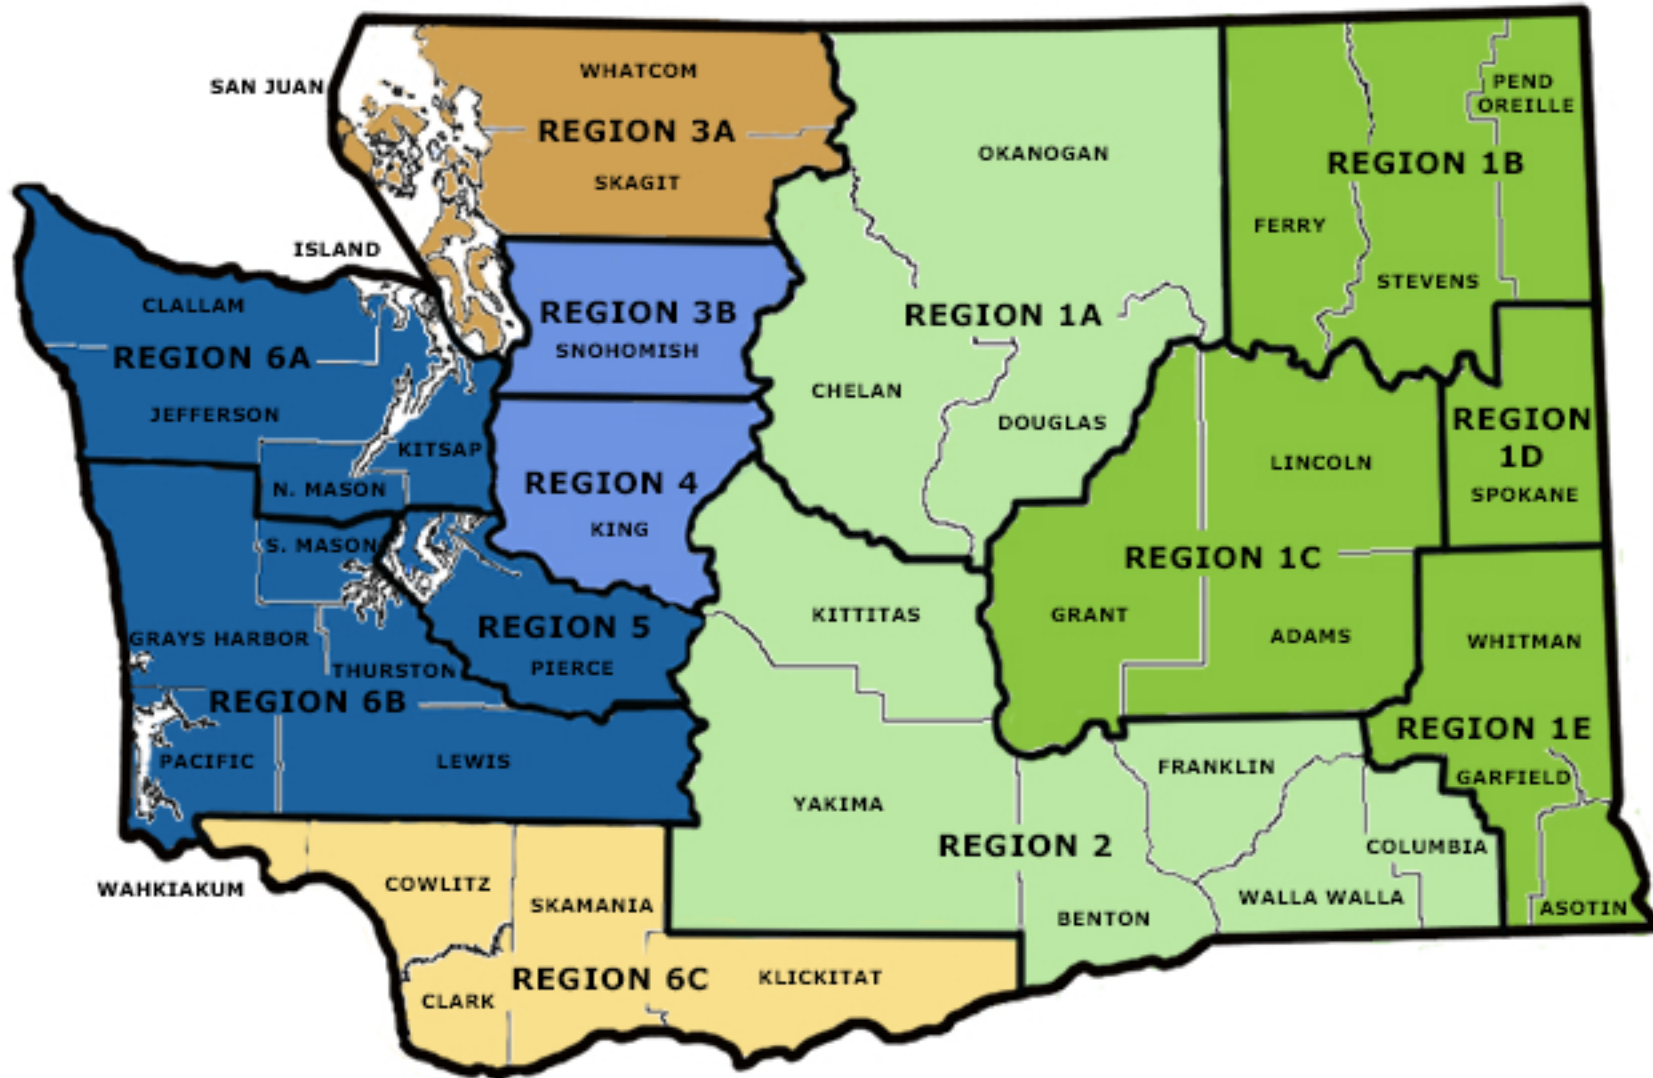 WHATCOM
SAN JUAN
PEND
OREILLE
REGION 3A
OKANOGAN
REGION 1B
SKAGIT
FERRY
ISLAND
STEVENS
CLALLAM
REGION 3B
REGION 1A
SNOHOMISH
REGION 6A
CHELAN
JEFFERSON
DOUGLAS
REGION
1D
KITSAP
LINCOLN
N. MASON
REGION 4
SPOKANE
KING
S. MASON
REGION 1C
KITTITAS
GRANT
ADAMS
WHITMAN
GRAYS HARBOR
REGION 5
THURSTON
PIERCE
REGION 6B
REGION 1E
PACIFIC
LEWIS
FRANKLIN
GARFIELD
YAKIMA
REGION 2
COLUMBIA
WAHKIAKUM
COWLITZ
SKAMANIA
WALLA WALLA
BENTON
ASOTIN
REGION 6C
KLICKITAT
CLARK